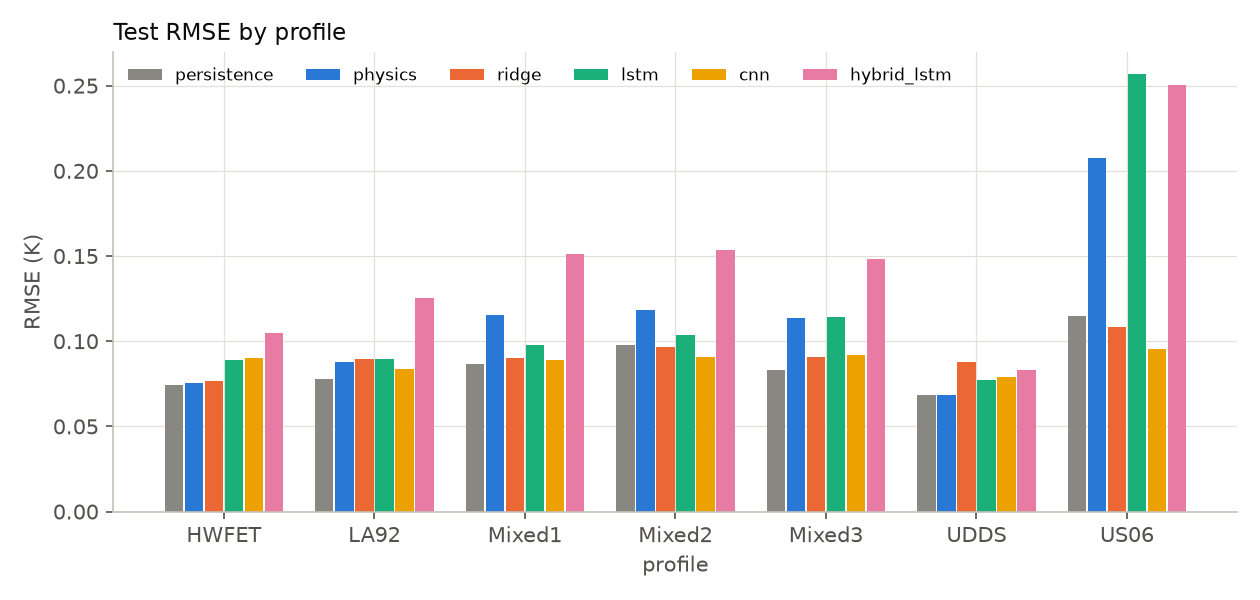 Test RMSE by profile
persistence physics ridge lstm cnn hybrid_lstm
0.25
0.20
0.15
0.10
0.05
0.00
RMSE (K)
HWFET LA92 Mixed1 Mixed2 Mixed3 UDDS US06
profile